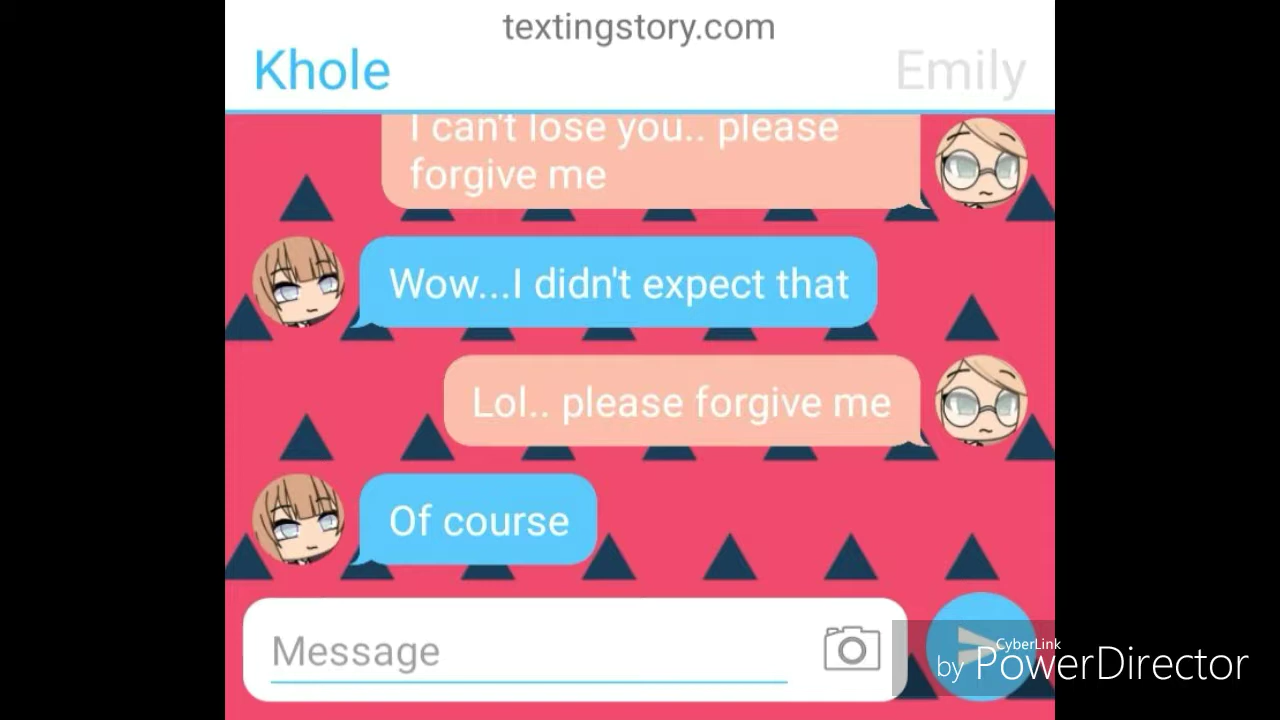 textingstory.com
Khole
Emily
I can't lose you.. please
forgive me
Wow...I didn't expect that
Lol.. please forgive me
Of course
Message
CyberLink
by PowerDirector